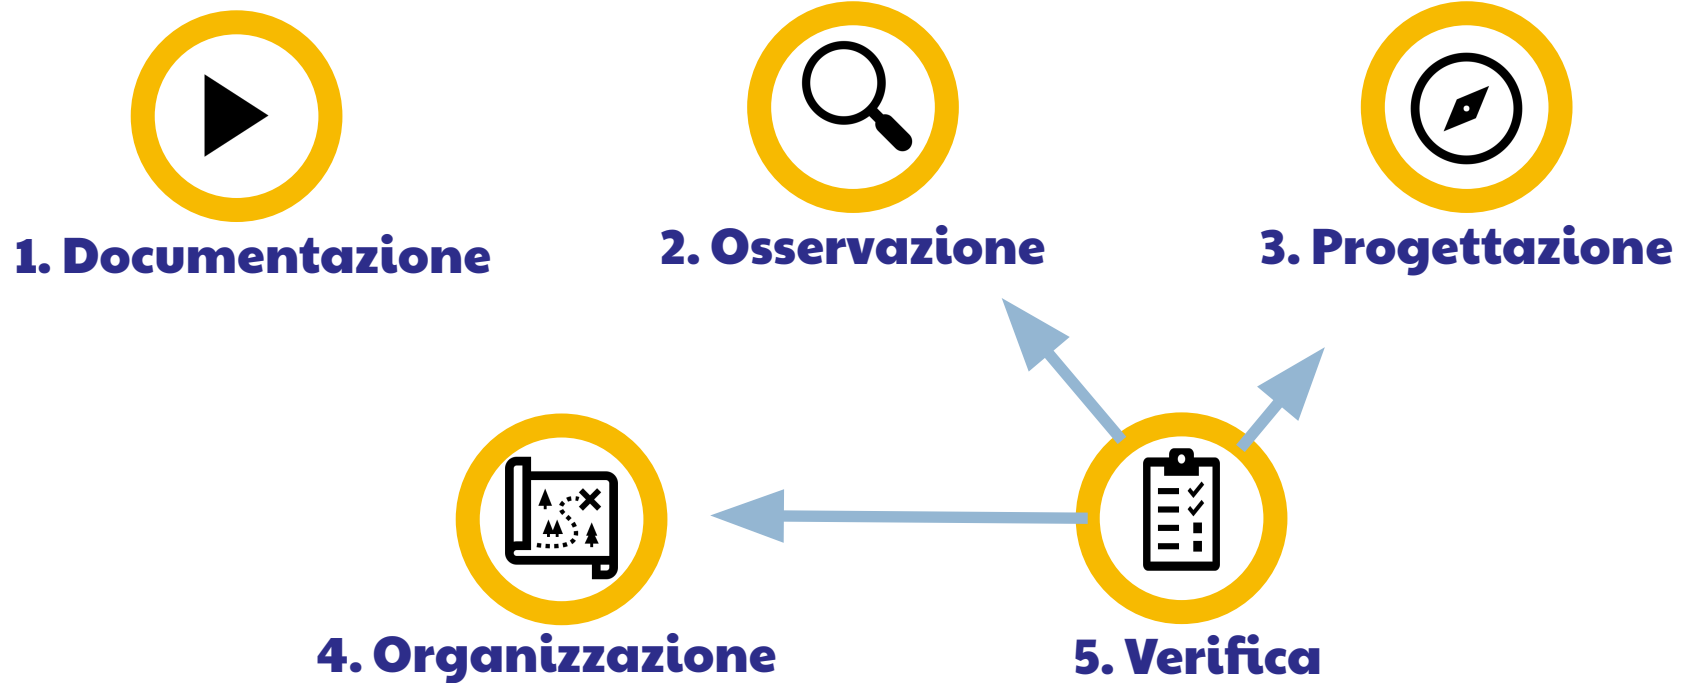 1. Documentazione
2. Osservazione
3. Progettazione
4. Organizzazione
5. Verifica